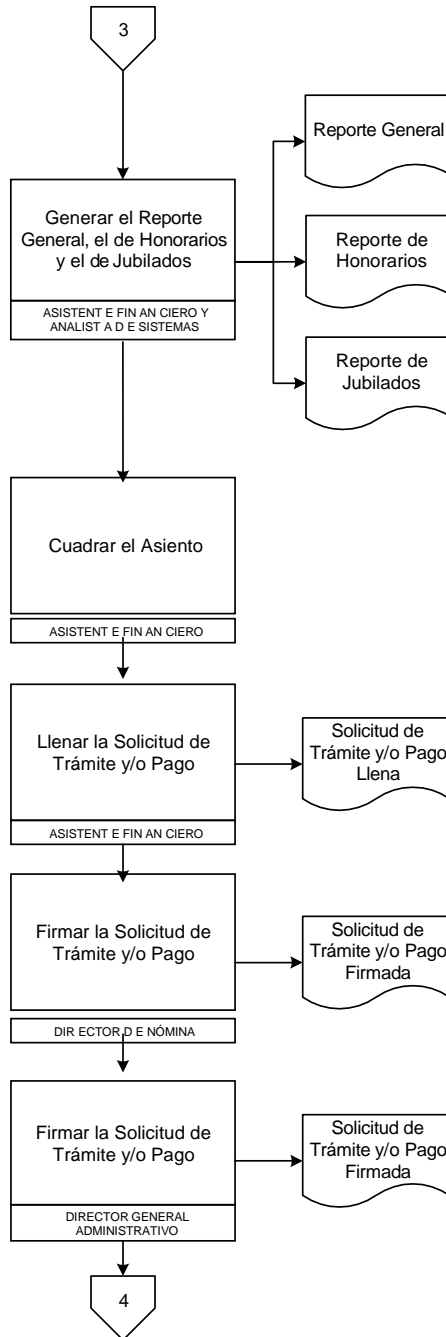 3
Reporte General
Generar el Reporte
General, el de Honorarios
y el de Jubilados
ASISTENT E FIN AN CIERO Y
ANALIST A D E SISTEMAS
Reporte de
Honorarios
Reporte de
Jubilados
Cuadrar el Asiento
ASISTENT E FIN AN CIERO
Llenar la Solicitud de
Trámite y/o Pago
ASISTENT E FIN AN CIERO
Solicitud de
Trámite y/o Pago
Llena
Firmar la Solicitud de
Trámite y/o Pago
DIR ECTOR D E NÓMINA
Solicitud de
Trámite y/o Pago
Firmada
Firmar la Solicitud de
Trámite y/o Pago
DIRECTOR GENERAL
ADMINISTRATIVO
Solicitud de
Trámite y/o Pago
Firmada
4